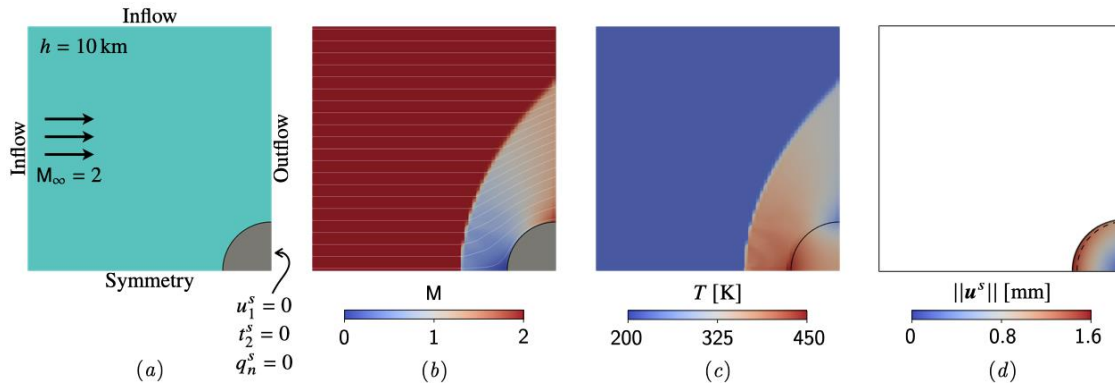 Inflow
h = 10 km
Inflow
M∞ = 2
Outflow
Symmetry
u₁ˢ = 0
t₂ˢ = 0
qₙˢ = 0
(a)
M
0 1 2
(b)
T [K]
200 325 450
(c)
||uˢ|| [mm]
0 0.8 1.6
(d)